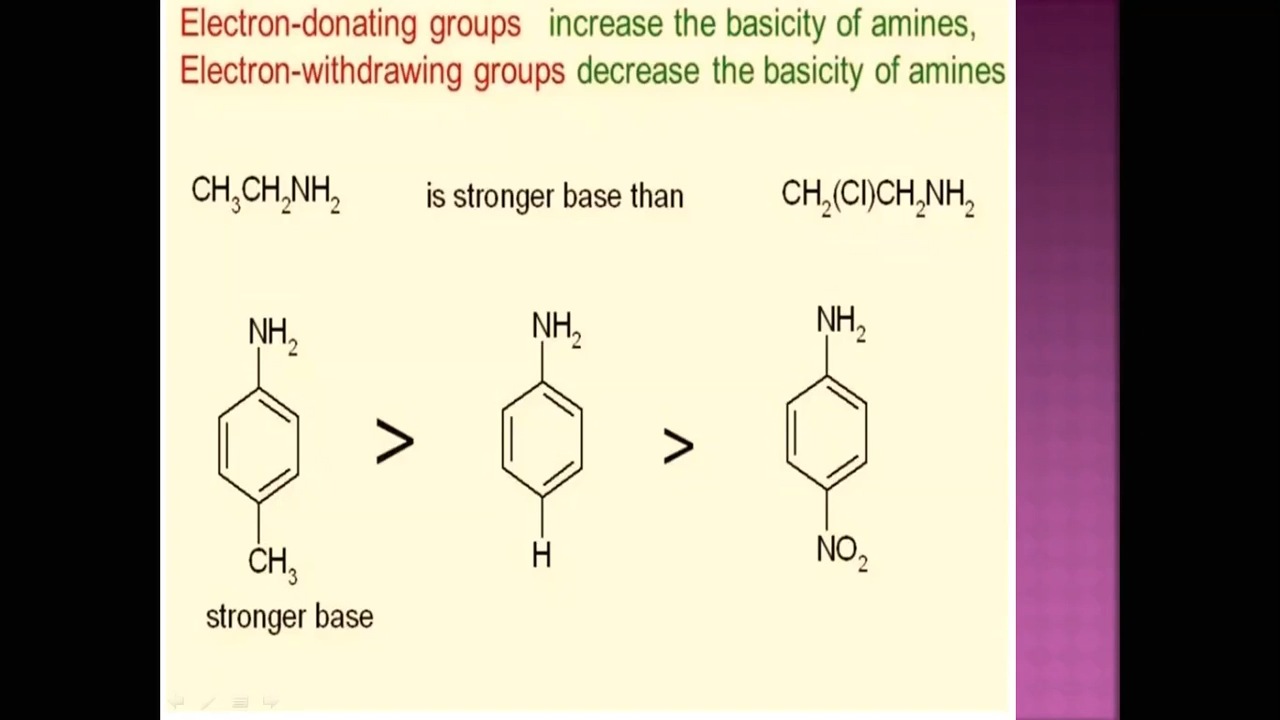 Electron-donating groups increase the basicity of amines,
Electron-withdrawing groups decrease the basicity of amines
CH₃CH₂NH₂ is stronger base than CH₂(Cl)CH₂NH₂
NH₂ NH₂ NH₂
> >
CH₃ H NO₂
stronger base